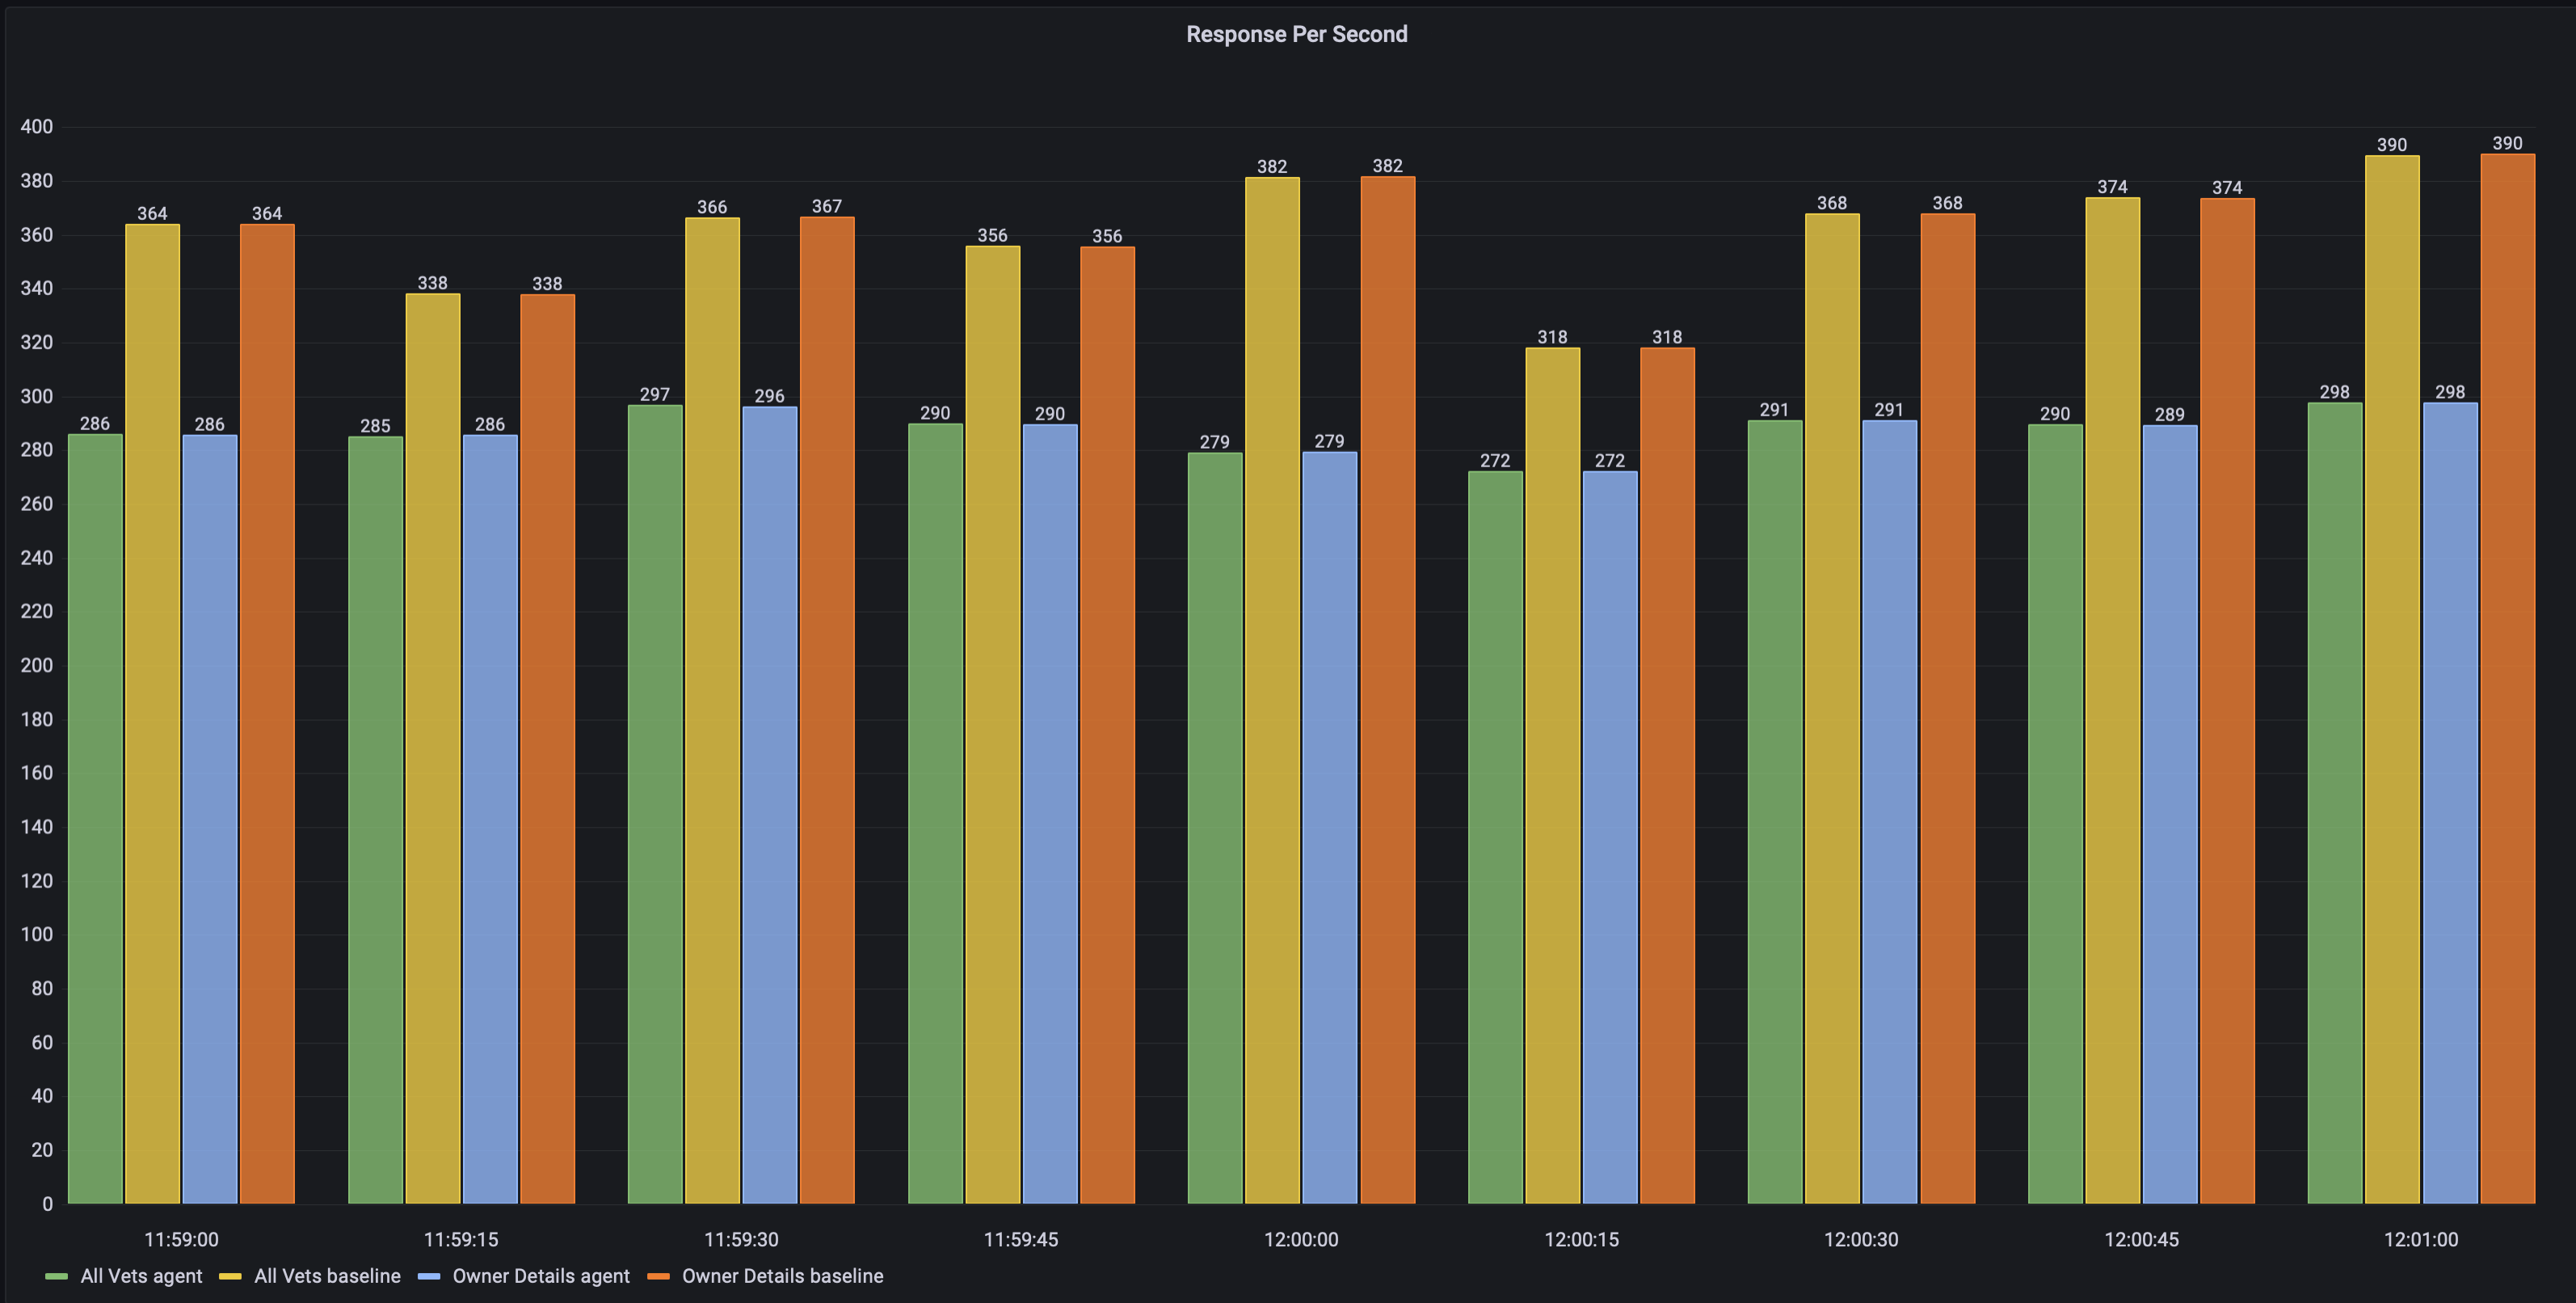 Response Per Second
400
380
360
340
320
300
280
260
240
220
200
180
160
140
120
100
80
60
40
20
0
286 364 286 364
285 338 286 338
297 366 296 367
290 356 290 356
279 382 279 382
272 318 272 318
291 368 291 368
290 374 289 374
298 390 298 390
11:59:00 11:59:15 11:59:30 11:59:45 12:00:00 12:00:15 12:00:30 12:00:45 12:01:00
All Vets agent All Vets baseline Owner Details agent Owner Details baseline